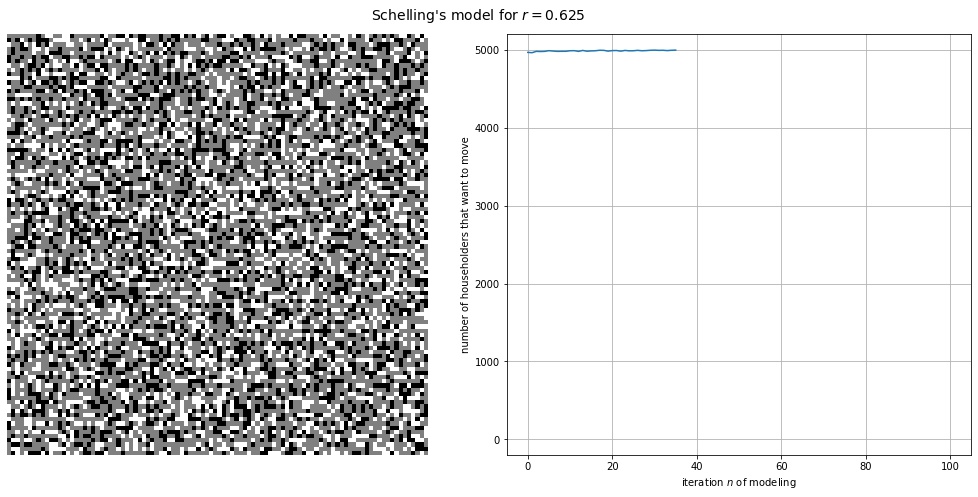 Schelling's model for r = 0.625
number of householders that want to move
5000
4000
3000
2000
1000
0
0 20 40 60 80 100
iteration n of modeling